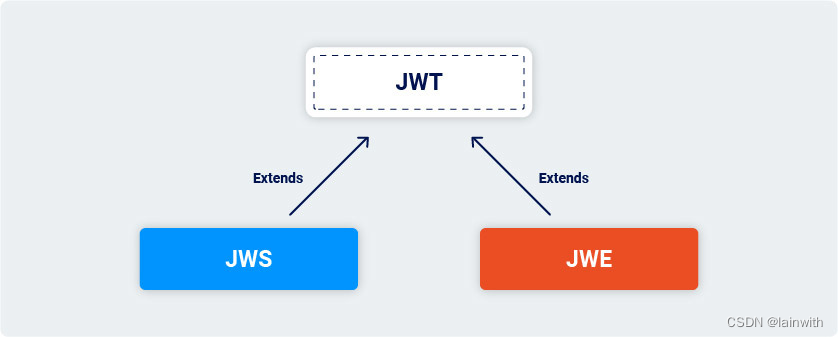 JWT
Extends
Extends
JWS
JWE
CSDN @lainwith